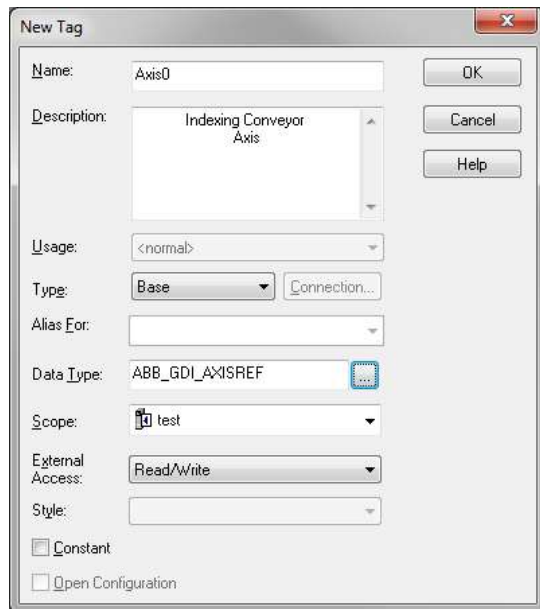 New Tag
Name: Axis0 OK
Description: Indexing Conveyor Cancel
Axis
Help
Usage: <normal>
Type: Base Connection...
Alias For:
Data Type: ABB_GDI_AXISREF ...
Scope: test
External
Access: Read/Write
Style:
Constant
Open Configuration